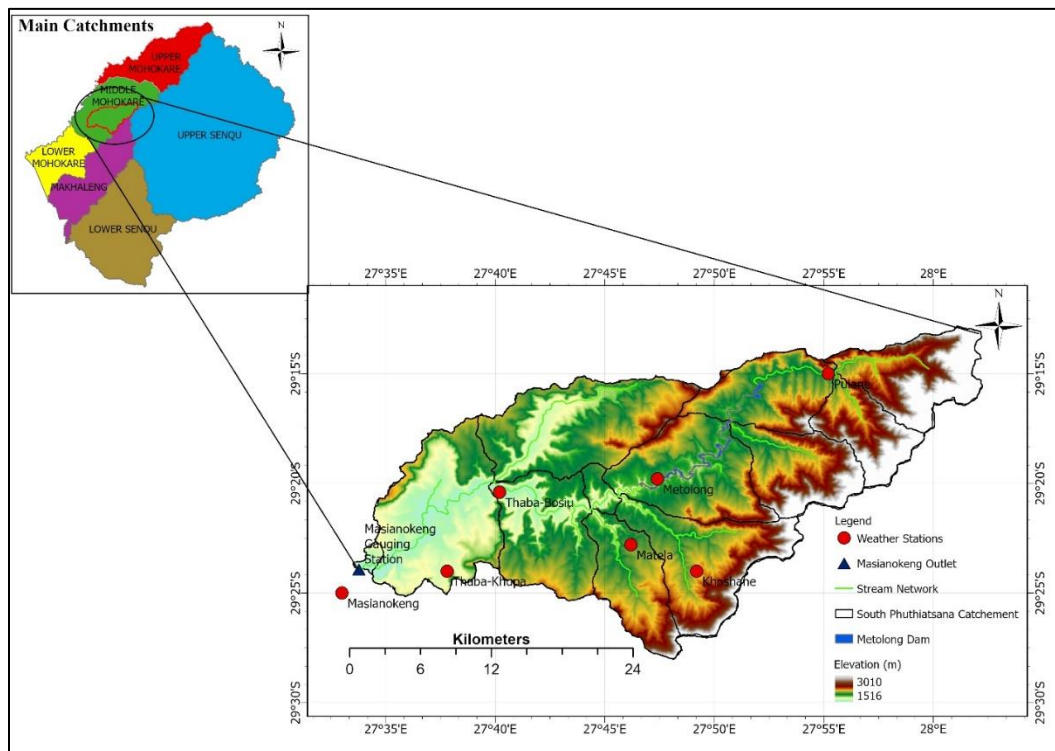 Main Catchments
N
UPPER
MOHOKARE
MIDDLE
MOHOKARE
UPPER SENQU
LOWER
MOHOKARE
MAKHALENG
LOWER SENQU
27°35'E
27°40'E
27°45'E
27°50'E
27°55'E
28°E
N
29°15'S
29°15'S
Pulane
29°20'S
29°20'S
Metolong
Thaba-Bosiu
Masianokeng
Gauging
Station
Mateja
Thaba-Khupa
Khoshane
29°25'S
29°25'S
Masianokeng
Kilometers
0
6
12
24
Legend
Weather Stations
Masianokeng Outlet
Stream Network
South Phuthiatsana Catchement
Metolong Dam
Elevation (m)
3010
1516
29°30'S
29°30'S
27°35'E
27°40'E
27°45'E
27°50'E
27°55'E
28°E